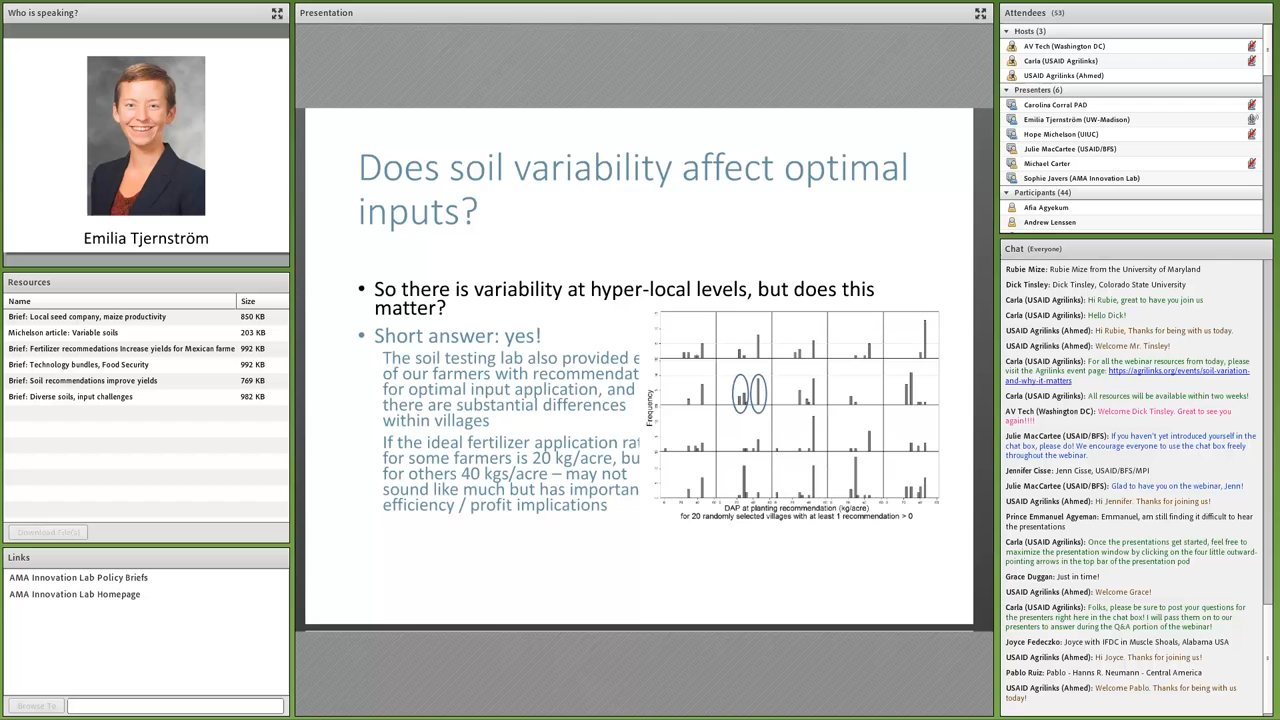 Who is speaking?
Emilia Tjernström
Resources
Name Size
Brief: Local seed company, maize productivity 850 KB
Michelson article: Variable soils 203 KB
Brief: Fertilizer recommendations Increase yields for Mexican farme 992 KB
Brief: Technology bundles, Food Security 992 KB
Brief: Soil recommendations improve yields 769 KB
Brief: Diverse soils, input challenges 982 KB
Download File(s)
Links
AMA Innovation Lab Policy Briefs
AMA Innovation Lab Homepage
Browse To
Presentation
Does soil variability affect optimal
inputs?
• So there is variability at hyper-local levels, but does this
matter?
• Short answer: yes!
The soil testing lab also provided e
of our farmers with recommendat
for optimal input application, and
there are substantial differences
within villages
If the ideal fertilizer application rat
for some farmers is 20 kg/acre, bu
for others 40 kgs/acre – may not
sound like much but has importan
efficiency / profit implications
Frequency
DAP at planting recommendation (kg/acre)
for 20 randomly selected villages with at least 1 recommendation > 0
Attendees (53)
Hosts (3)
AV Tech (Washington DC)
Carla (USAID Agrilinks)
USAID Agrilinks (Ahmed)
Presenters (6)
Carolina Corral PAD
Emilia Tjernström (UW-Madison)
Hope Michelson (UIUC)
Julie MacCartee (USAID/BFS)
Michael Carter
Sophie Javers (AMA Innovation Lab)
Participants (44)
Afia Agyekum
Andrew Lenssen
Chat (Everyone)
Rubie Mize: Rubie Mize from the University of Maryland
Dick Tinsley: Dick Tinsley, Colorado State University
Carla (USAID Agrilinks): Hi Rubie, great to have you join us
Carla (USAID Agrilinks): Hello Dick!
USAID Agrilinks (Ahmed): Hi Rubie, Thanks for being with us today.
USAID Agrilinks (Ahmed): Welcome Mr. Tinsley!
Carla (USAID Agrilinks): For all the webinar resources from today, please
visit the Agrilinks event page: https://agrilinks.org/events/soil-variation-
and-why-it-matters
Carla (USAID Agrilinks): All resources will be available within two weeks!
AV Tech (Washington DC): Welcome Dick Tinsley. Great to see you
again!!!!
Julie MacCartee (USAID/BFS): If you haven't yet introduced yourself in the
chat box, please do! We encourage everyone to use the chat box freely
throughout the webinar.
Jennifer Cisse: Jenn Cisse, USAID/BFS/MPI
Julie MacCartee (USAID/BFS): Glad to have you on the webinar, Jenn!
USAID Agrilinks (Ahmed): Hi Jennifer. Thanks for joining us!
Prince Emmanuel Agyeman: Emmanuel, am still finding it difficult to hear
the presentations
Carla (USAID Agrilinks): Once the presentations get started, feel free to
maximize the presentation window by clicking on the four little outward-
pointing arrows in the top bar of the presentation pod
Grace Duggan: Just in time!
USAID Agrilinks (Ahmed): Welcome Grace!
Carla (USAID Agrilinks): Folks, please be sure to post your questions for
the presenters right here in the chat box! I will pass them on to our
presenters to answer during the Q&A portion of the webinar!
Joyce Fedeczko: Joyce with IFDC in Muscle Shoals, Alabama USA
USAID Agrilinks (Ahmed): Hi Joyce. Thanks for joining us!
Pablo Ruiz: Pablo - Hanns R. Neumann - Central America
USAID Agrilinks (Ahmed): Welcome Pablo. Thanks for being with us
today!